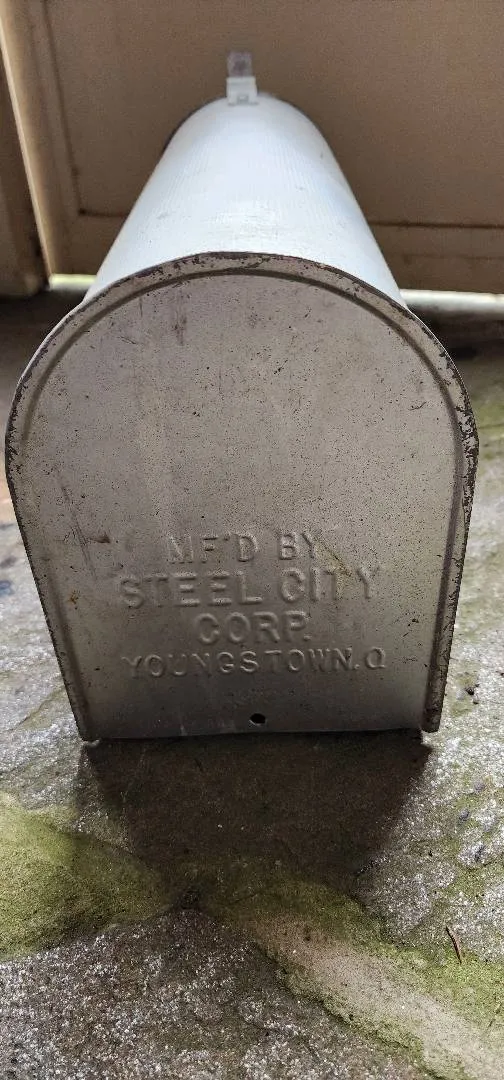 MF'D BY
STEEL CITY
CORP.
YOUNGSTOWN. O